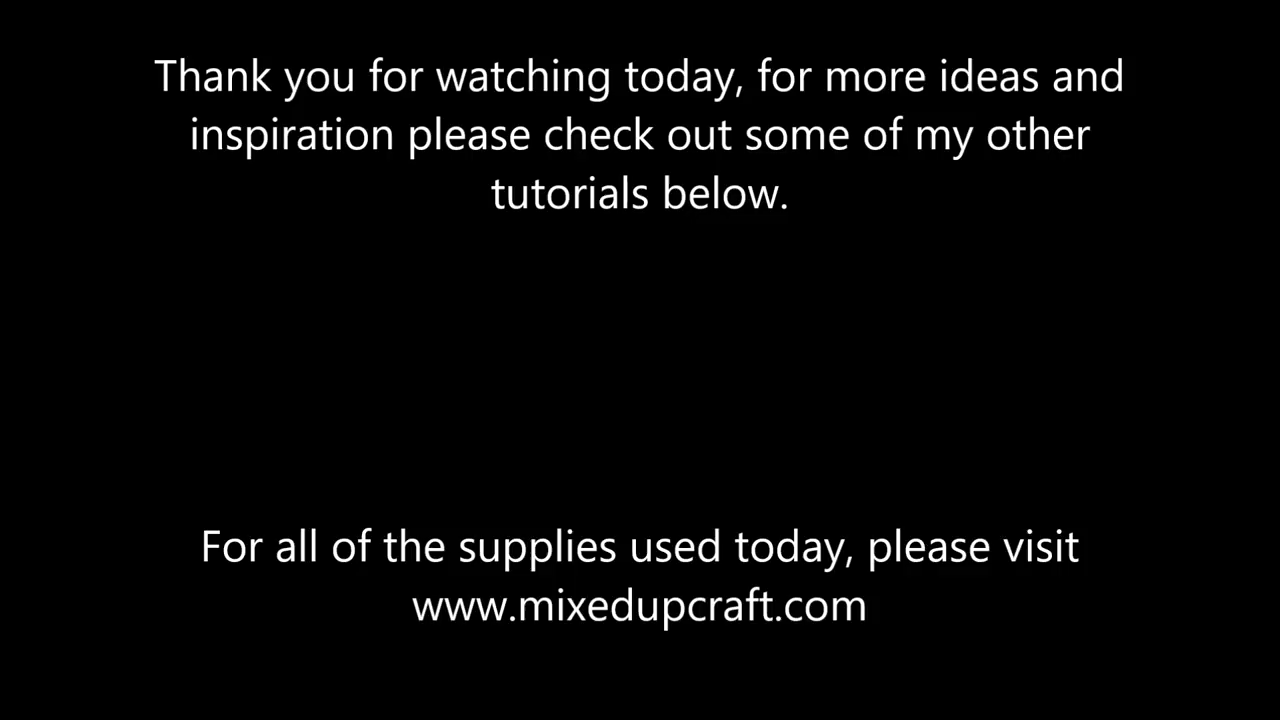 Thank you for watching today, for more ideas and
inspiration please check out some of my other
tutorials below.
For all of the supplies used today, please visit
www.mixedupcraft.com